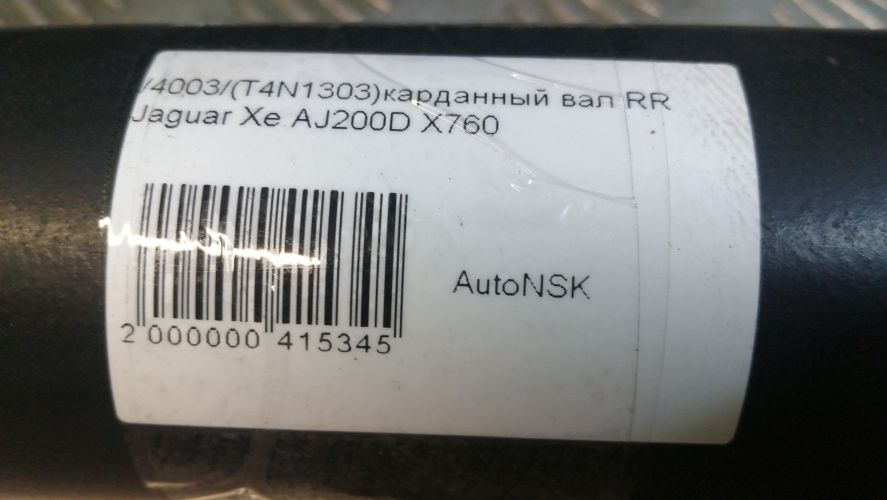 /4003/(T4N1303)карданный вал RR
Jaguar Xe AJ200D X760
AutoNSK
2 000000 415345